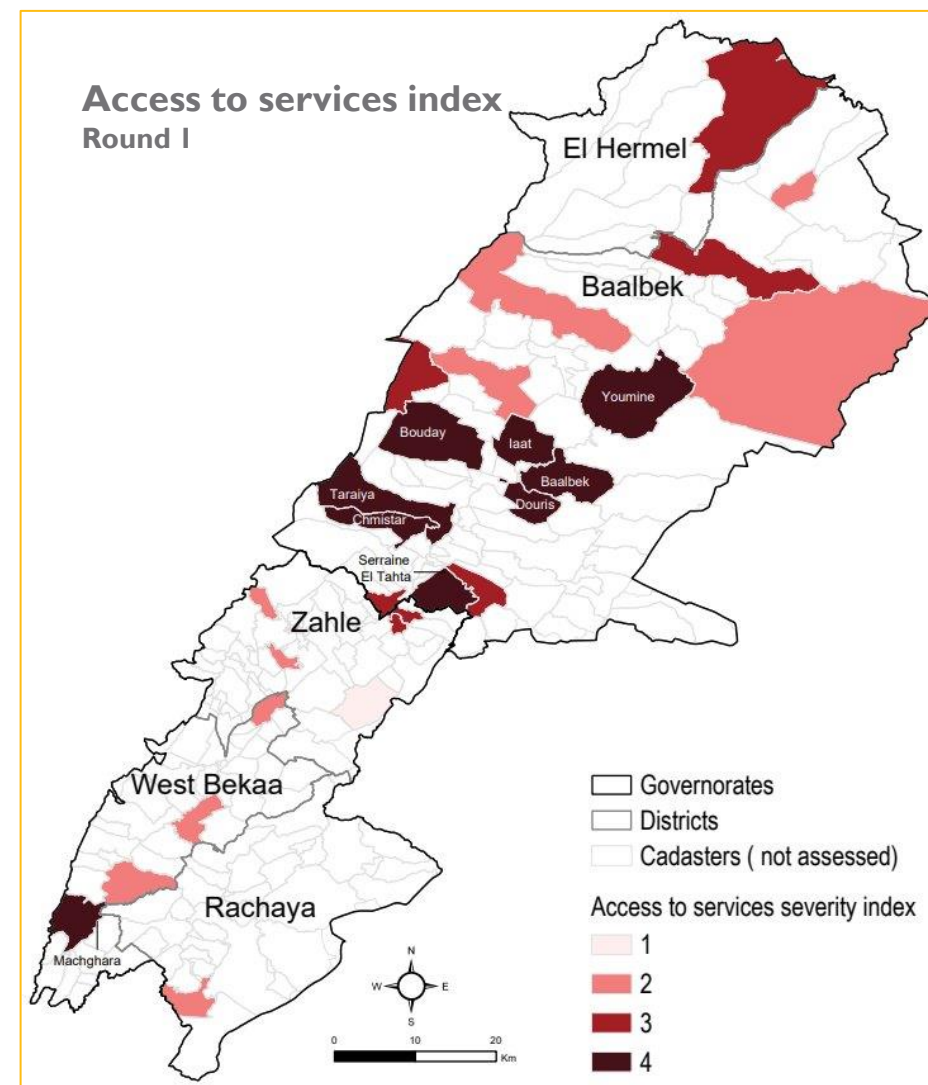 Access to services index
Round 1
El Hermel
Baalbek
Youmine
Bouday
Iaat
Baalbek
Taraiya
Douris
Chmistar
Serraine
El Tahta
Zahle
West Bekaa
Rachaya
Machghara
Governorates
Districts
Cadasters ( not assessed)
Access to services severity index
1
2
3
4
N
W E
S
0 10 20
Km